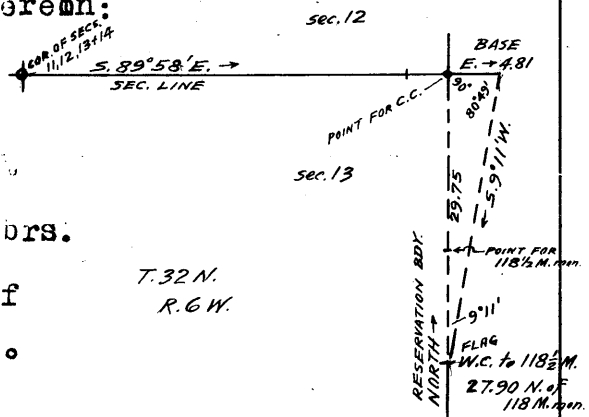 oremn:
sec.12
COR. OF SECS.
11,12,13+14
S. 89°58'E. →
SEC. LINE
BASE
E. → 4.81
90°
80°49'
POINT FOR C.C.
S.9°11'W.
sec.13
29.75
brs.
T.32 N.
R.6 W.
f
RESERVATION BDY.
NORTH →
POINT FOR
118½ M. mon.
9°11'
FLAG
W.C. to 118½ M.
27.90 N. of
118 M. mon.